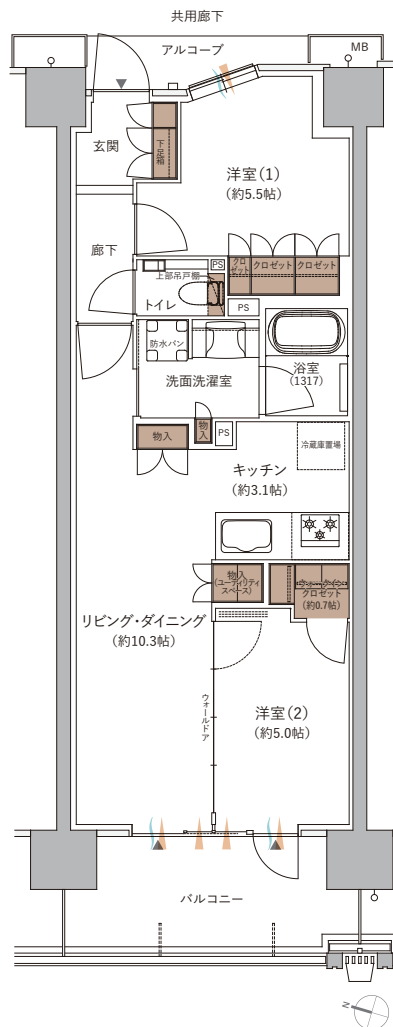 共用廊下
アルコーブ
MB
玄関
下足箱
洋室(1)
(約5.5帖)
廊下
クロゼット
クロゼット
クロゼット
上部吊戸棚
PS
トイレ
PS
防水パン
洗面洗濯室
浴室
(1317)
物入
物入
PS
冷蔵庫置場
キッチン
(約3.1帖)
物入
(ユーティリティ
スペース)
ウォークイン
クロゼット
(約0.7帖)
リビング・ダイニング
(約10.3帖)
ウォールドア
洋室(2)
(約5.0帖)
バルコニー
N